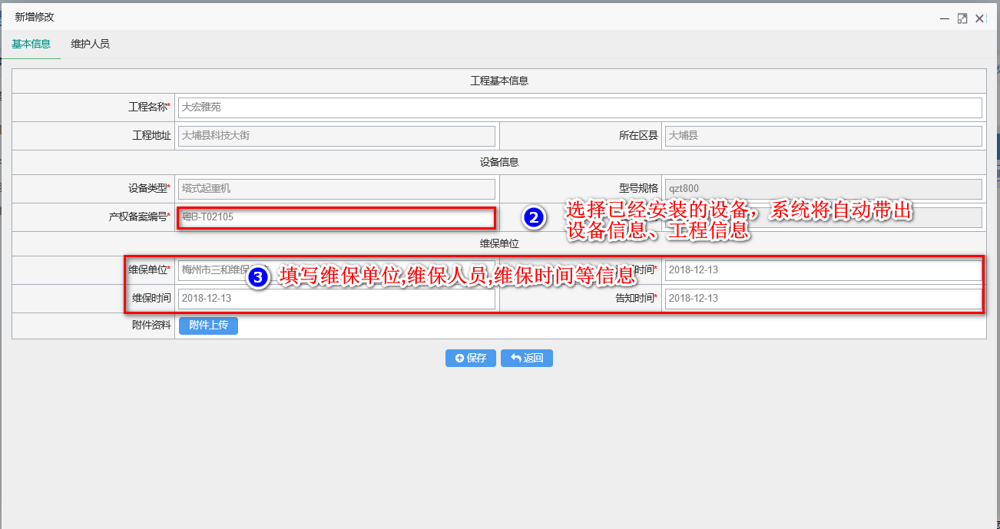 新增修改
基本信息 维护人员
工程基本信息
工程名称* 大宏雅苑
工程地址 大埔县科技大街 所在区县 大埔县
设备信息
设备类型* 塔式起重机 型号规格 qzt800
产权备案编号* 粤B-T02105
2 选择已经安装的设备，系统将自动带出
设备信息、工程信息
维保单位
维保单位* 梅州市三和维保 时间* 2018-12-13
3 填写维保单位,维保人员,维保时间等信息
维保时间 2018-12-13 告知时间* 2018-12-13
附件资料 附件上传
保存 返回